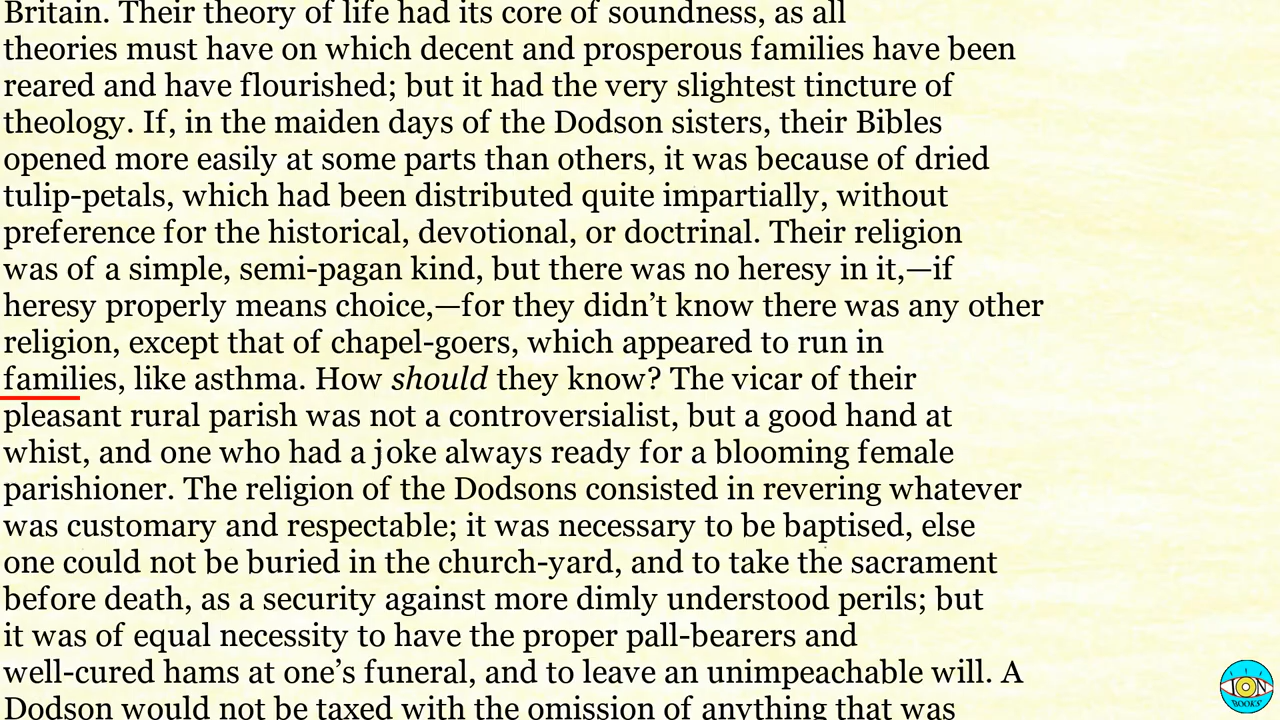 Britain. Their theory of life had its core of soundness, as all
theories must have on which decent and prosperous families have been
reared and have flourished; but it had the very slightest tincture of
theology. If, in the maiden days of the Dodson sisters, their Bibles
opened more easily at some parts than others, it was because of dried
tulip-petals, which had been distributed quite impartially, without
preference for the historical, devotional, or doctrinal. Their religion
was of a simple, semi-pagan kind, but there was no heresy in it,—if
heresy properly means choice,—for they didn’t know there was any other
religion, except that of chapel-goers, which appeared to run in
families, like asthma. How should they know? The vicar of their
pleasant rural parish was not a controversialist, but a good hand at
whist, and one who had a joke always ready for a blooming female
parishioner. The religion of the Dodsons consisted in revering whatever
was customary and respectable; it was necessary to be baptised, else
one could not be buried in the church-yard, and to take the sacrament
before death, as a security against more dimly understood perils; but
it was of equal necessity to have the proper pall-bearers and
well-cured hams at one’s funeral, and to leave an unimpeachable will. A
Dodson would not be taxed with the omission of anything that was
ION
BOOKS